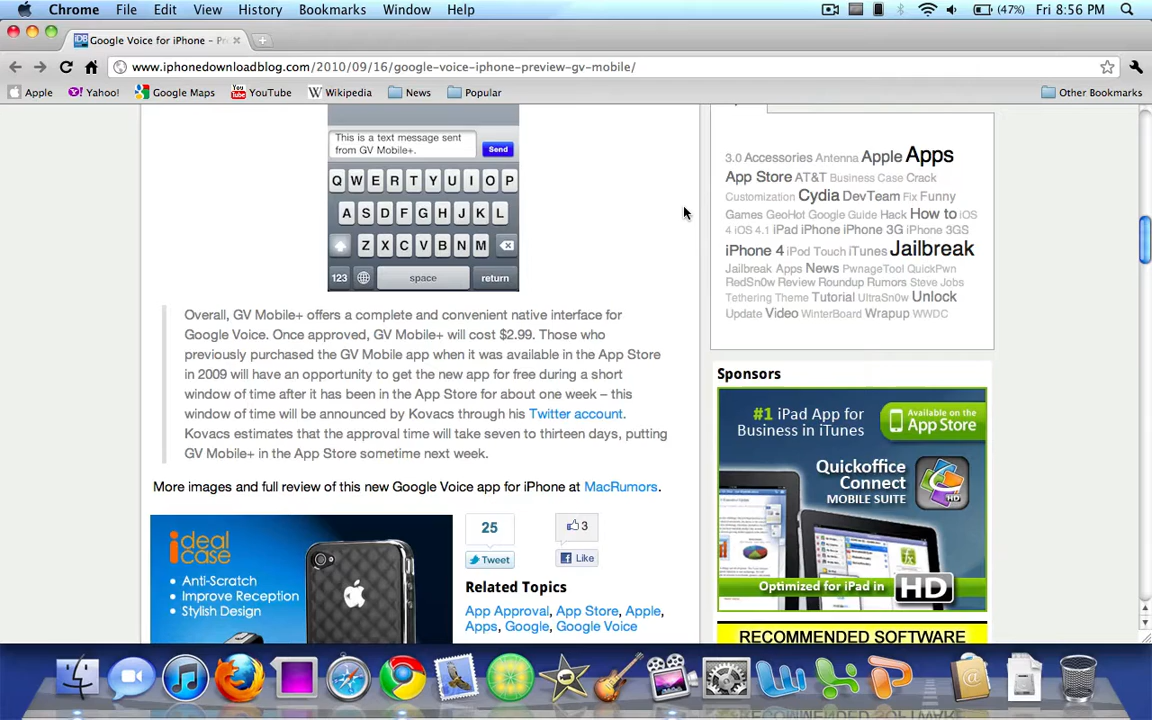 Chrome File Edit View History Bookmarks Window Help (47%) Fri 8:56 PM
Google Voice for iPhone - Pr
www.iphonedownloadblog.com/2010/09/16/google-voice-iphone-preview-gv-mobile/
Apple Yahoo! Google Maps YouTube Wikipedia News Popular Other Bookmarks
This is a text message sent
from GV Mobile+.
Send
Q W E R T Y U I O P
A S D F G H J K L
Z X C V B N M
123 space return
Overall, GV Mobile+ offers a complete and convenient native interface for
Google Voice. Once approved, GV Mobile+ will cost $2.99. Those who
previously purchased the GV Mobile app when it was available in the App Store
in 2009 will have an opportunity to get the new app for free during a short
window of time after it has been in the App Store for about one week – this
window of time will be announced by Kovacs through his Twitter account.
Kovacs estimates that the approval time will take seven to thirteen days, putting
GV Mobile+ in the App Store sometime next week.
More images and full review of this new Google Voice app for iPhone at MacRumors.
ideal
case
• Anti-Scratch
• Improve Reception
• Stylish Design
25
Tweet
3
Like
Related Topics
App Approval, App Store, Apple,
Apps, Google, Google Voice
3.0 Accessories Antenna Apple Apps
App Store AT&T Business Case Crack
Customization Cydia DevTeam Fix Funny
Games GeoHot Google Guide Hack How to iOS
4 iOS 4.1 iPad iPhone iPhone 3G iPhone 3GS
iPhone 4 iPod Touch iTunes Jailbreak
Jailbreak Apps News PwnageTool QuickPwn
RedSn0w Review Roundup Rumors Steve Jobs
Tethering Theme Tutorial UltraSn0w Unlock
Update Video WinterBoard Wrapup WWDC
Sponsors
#1 iPad App for
Business in iTunes
Available on the
App Store
Quickoffice
Connect
MOBILE SUITE
HD
Optimized for iPad in HD
RECOMMENDED SOFTWARE